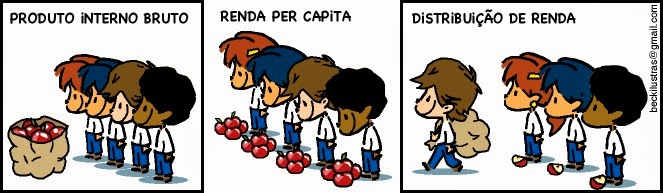 PRODUTO INTERNO BRUTO
RENDA PER CAPITA
DISTRIBUIÇÃO DE RENDA
beckilustras@gmail.com